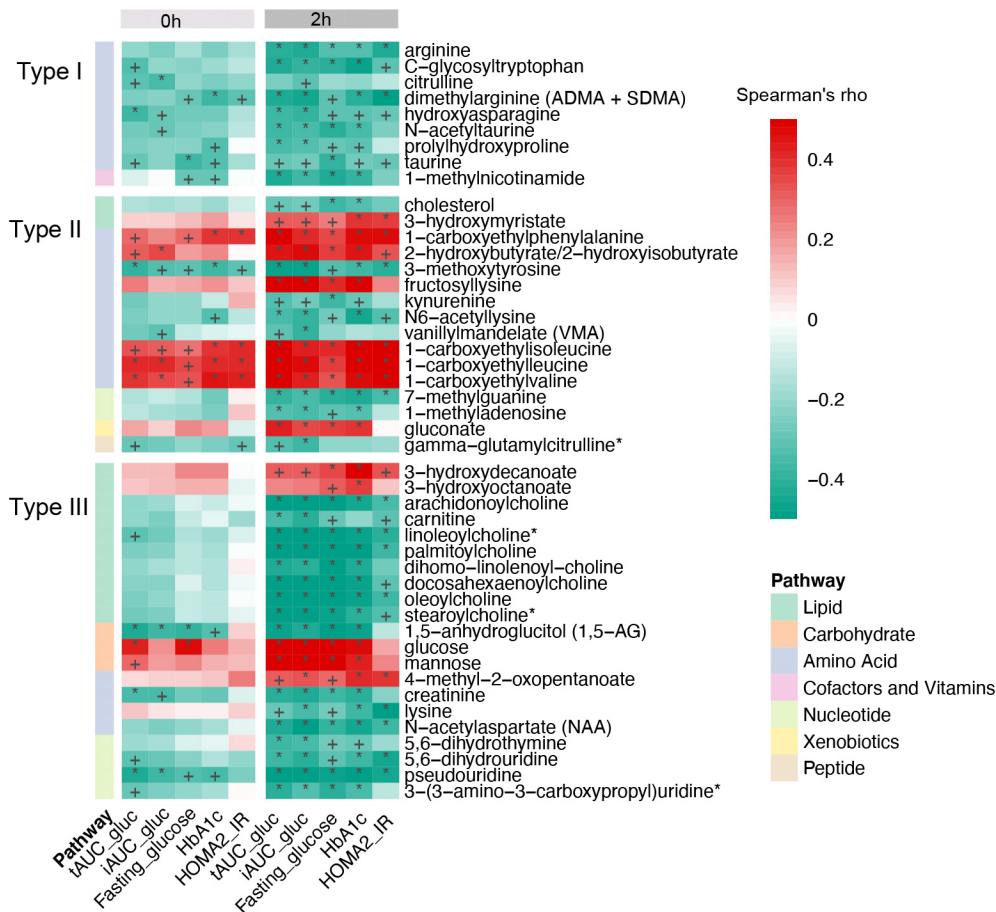 0h
2h
Type I
arginine
C-glycosyltryptophan
citrulline
dimethylarginine (ADMA + SDMA)
hydroxyasparagine
N-acetyltaurine
prolylhydroxyproline
taurine
1-methylnicotinamide
Type II
cholesterol
3-hydroxymyristate
1-carboxyethylphenylalanine
2-hydroxybutyrate/2-hydroxyisobutyrate
3-methoxytyrosine
fructosyllysine
kynurenine
N6-acetyllysine
vanillylmandelate (VMA)
1-carboxyethylisoleucine
1-carboxyethylleucine
1-carboxyethylvaline
7-methylguanine
1-methyladenosine
gluconate
gamma-glutamylcitrulline*
Type III
3-hydroxydecanoate
3-hydroxyoctanoate
arachidonoylcholine
carnitine
linoleoylcholine*
palmitoylcholine
dihomo-linolenoyl-choline
docosahexaenoylcholine
oleoylcholine
stearoylcholine*
1,5-anhydroglucitol (1,5-AG)
glucose
mannose
4-methyl-2-oxopentanoate
creatinine
lysine
N-acetylaspartate (NAA)
5,6-dihydrothymine
5,6-dihydrouridine
pseudouridine
3-(3-amino-3-carboxypropyl)uridine*
Pathway
tAUC_gluc
iAUC_gluc
Fasting_glucose
HbA1c
HOMA2_IR
tAUC_gluc
iAUC_gluc
Fasting_glucose
HbA1c
HOMA2_IR
Spearman's rho
0.4
0.2
0
-0.2
-0.4
Pathway
Lipid
Carbohydrate
Amino Acid
Cofactors and Vitamins
Nucleotide
Xenobiotics
Peptide